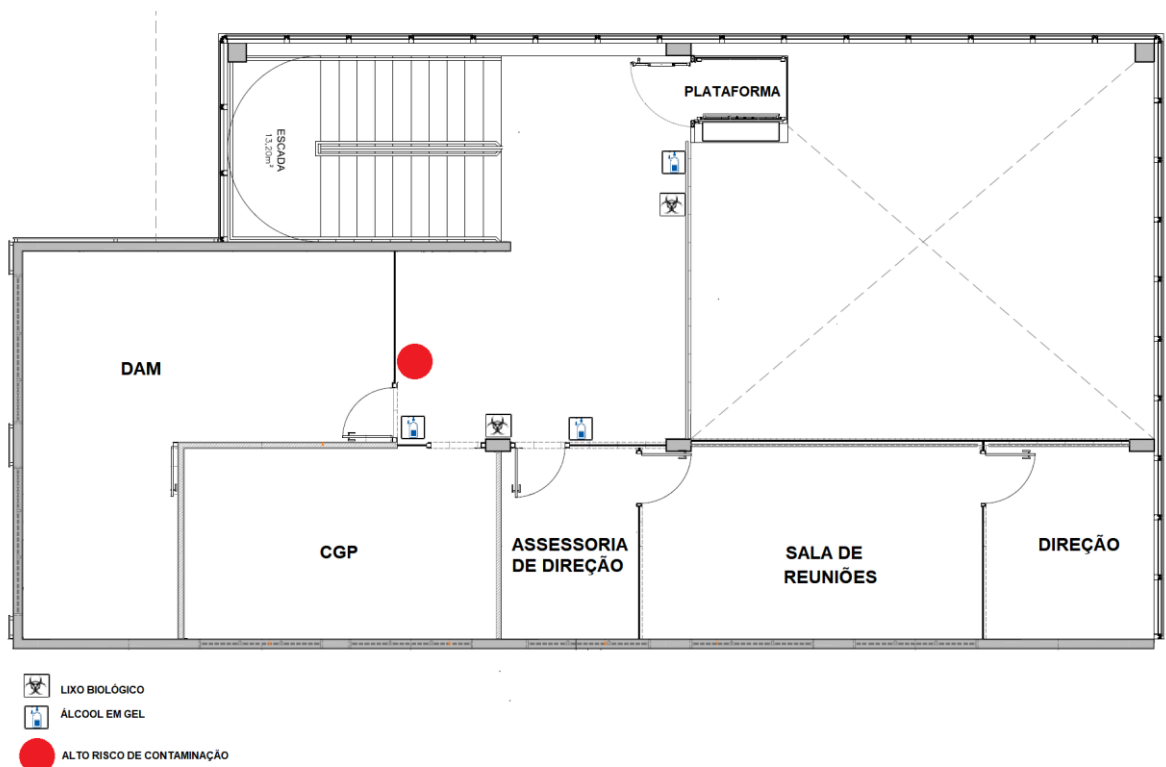 PLATAFORMA
ESCADA
13,20m²
DAM
CGP
ASSESSORIA
DE DIREÇÃO
SALA DE
REUNIÕES
DIREÇÃO
LIXO BIOLÓGICO
ÁLCOOL EM GEL
ALTO RISCO DE CONTAMINAÇÃO